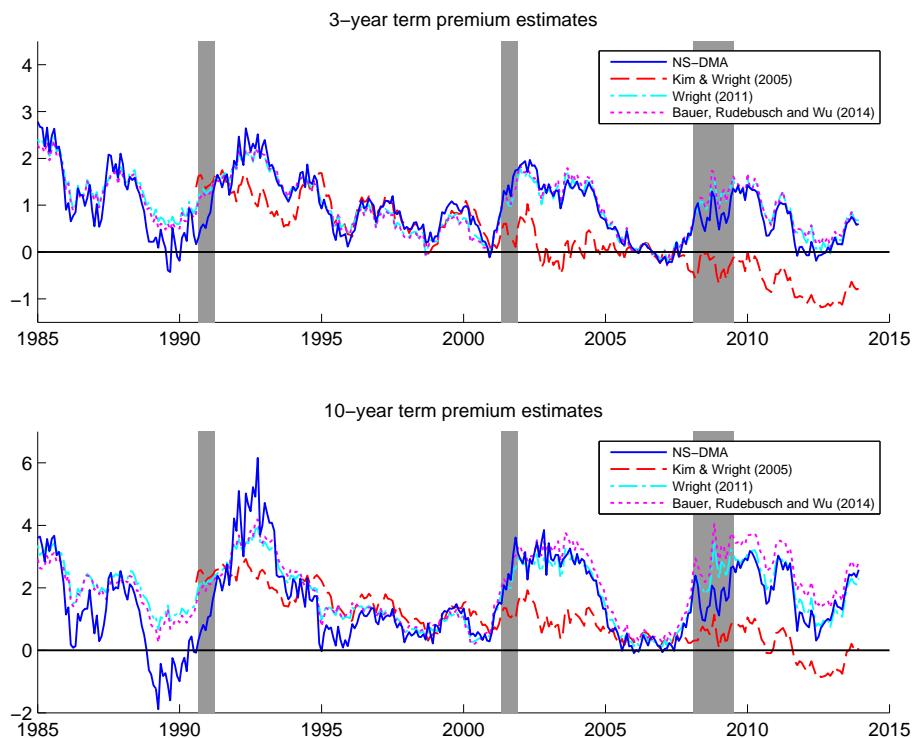 3−year term premium estimates
4
3
2
1
0
−1
NS−DMA
Kim & Wright (2005)
Wright (2011)
Bauer, Rudebusch and Wu (2014)
1985 1990 1995 2000 2005 2010 2015
10−year term premium estimates
6
4
2
0
−2
NS−DMA
Kim & Wright (2005)
Wright (2011)
Bauer, Rudebusch and Wu (2014)
1985 1990 1995 2000 2005 2010 2015